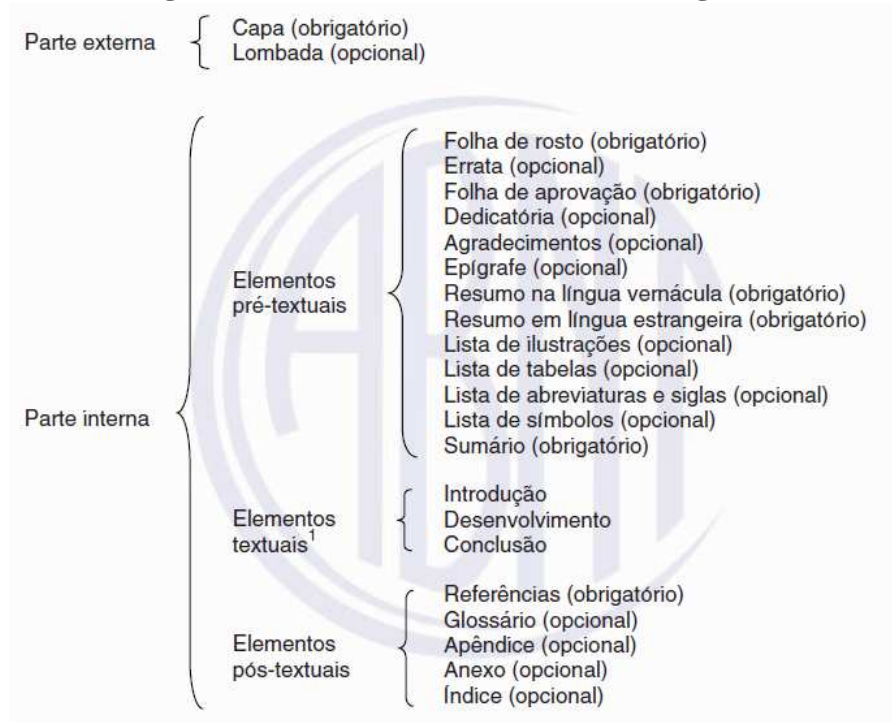 Parte externa
Capa (obrigatório)
Lombada (opcional)
Parte interna
Elementos
pré-textuais
Folha de rosto (obrigatório)
Errata (opcional)
Folha de aprovação (obrigatório)
Dedicatória (opcional)
Agradecimentos (opcional)
Epígrafe (opcional)
Resumo na língua vernácula (obrigatório)
Resumo em língua estrangeira (obrigatório)
Lista de ilustrações (opcional)
Lista de tabelas (opcional)
Lista de abreviaturas e siglas (opcional)
Lista de símbolos (opcional)
Sumário (obrigatório)
Elementos
textuais¹
Introdução
Desenvolvimento
Conclusão
Elementos
pós-textuais
Referências (obrigatório)
Glossário (opcional)
Apêndice (opcional)
Anexo (opcional)
Índice (opcional)
ABNT